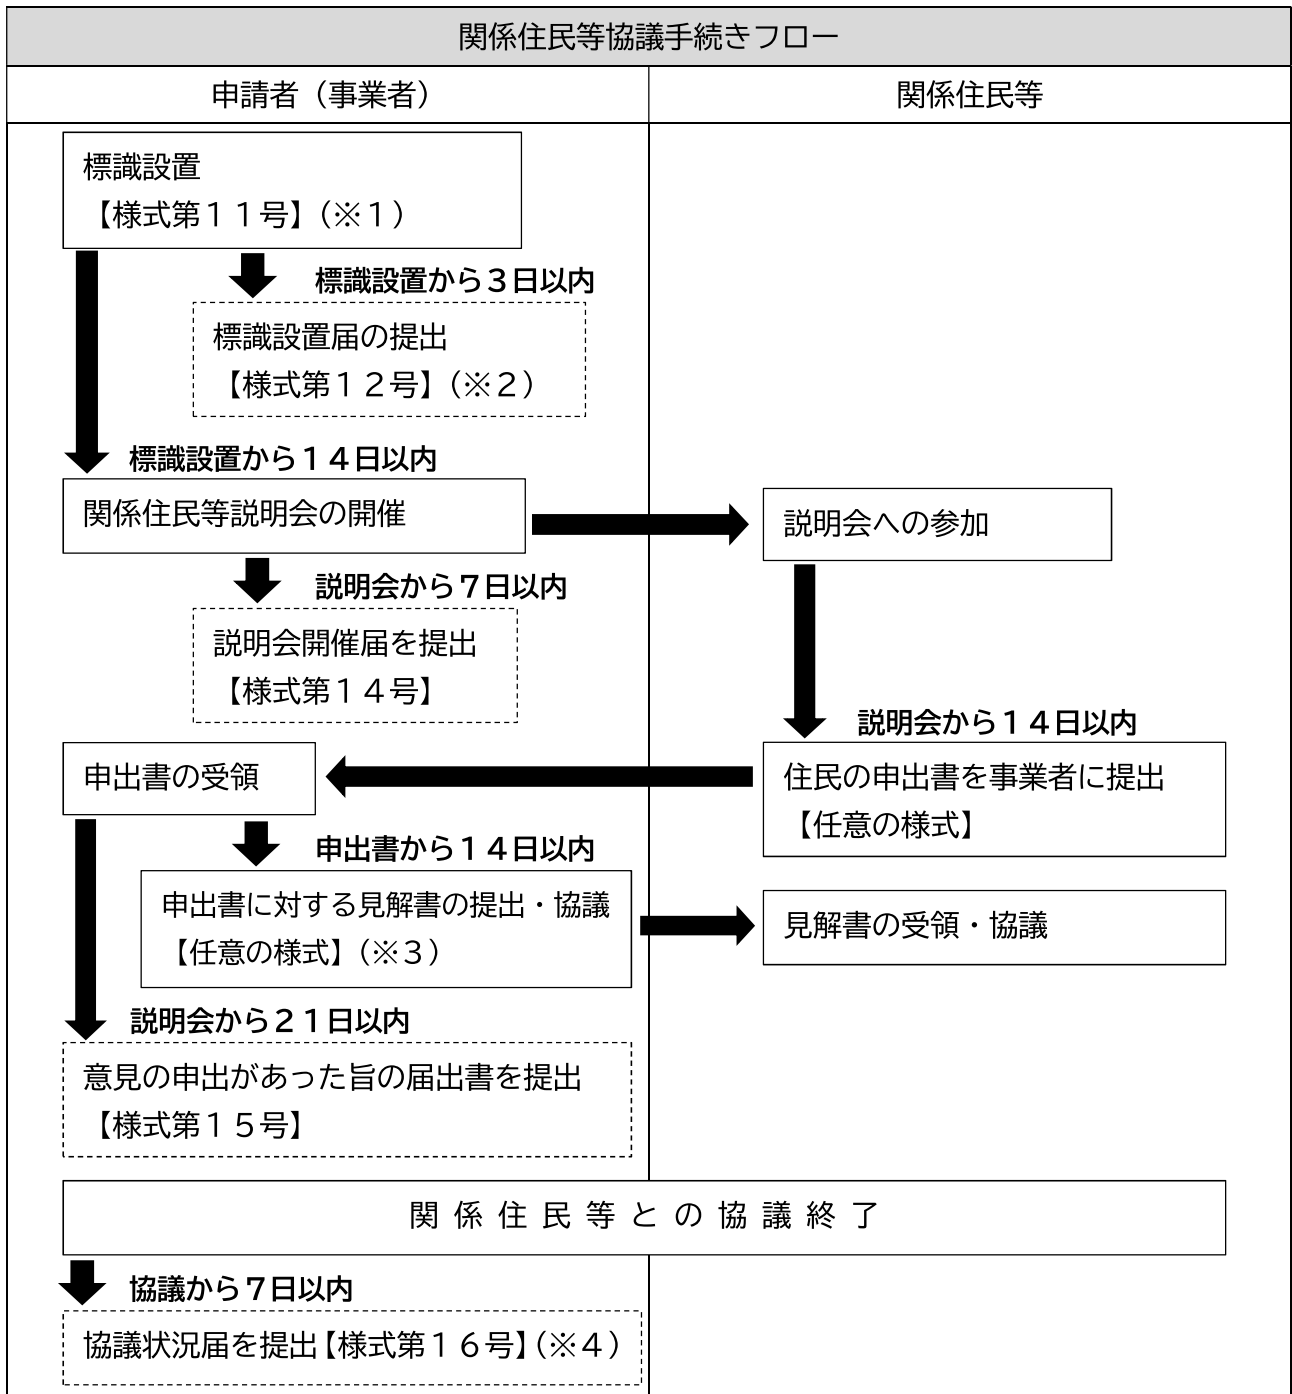 関係住民等協議手続きフロー
申請者（事業者）
関係住民等
標識設置
【様式第１１号】（※１）
標識設置から３日以内
標識設置届の提出
【様式第１２号】（※２）
標識設置から１４日以内
関係住民等説明会の開催
説明会への参加
説明会から７日以内
説明会開催届を提出
【様式第１４号】
説明会から１４日以内
申出書の受領
住民の申出書を事業者に提出
【任意の様式】
申出書から１４日以内
申出書に対する見解書の提出・協議
【任意の様式】（※３）
見解書の受領・協議
説明会から２１日以内
意見の申出があった旨の届出書を提出
【様式第１５号】
関係住民等との協議終了
協議から７日以内
協議状況届を提出【様式第１６号】（※４）